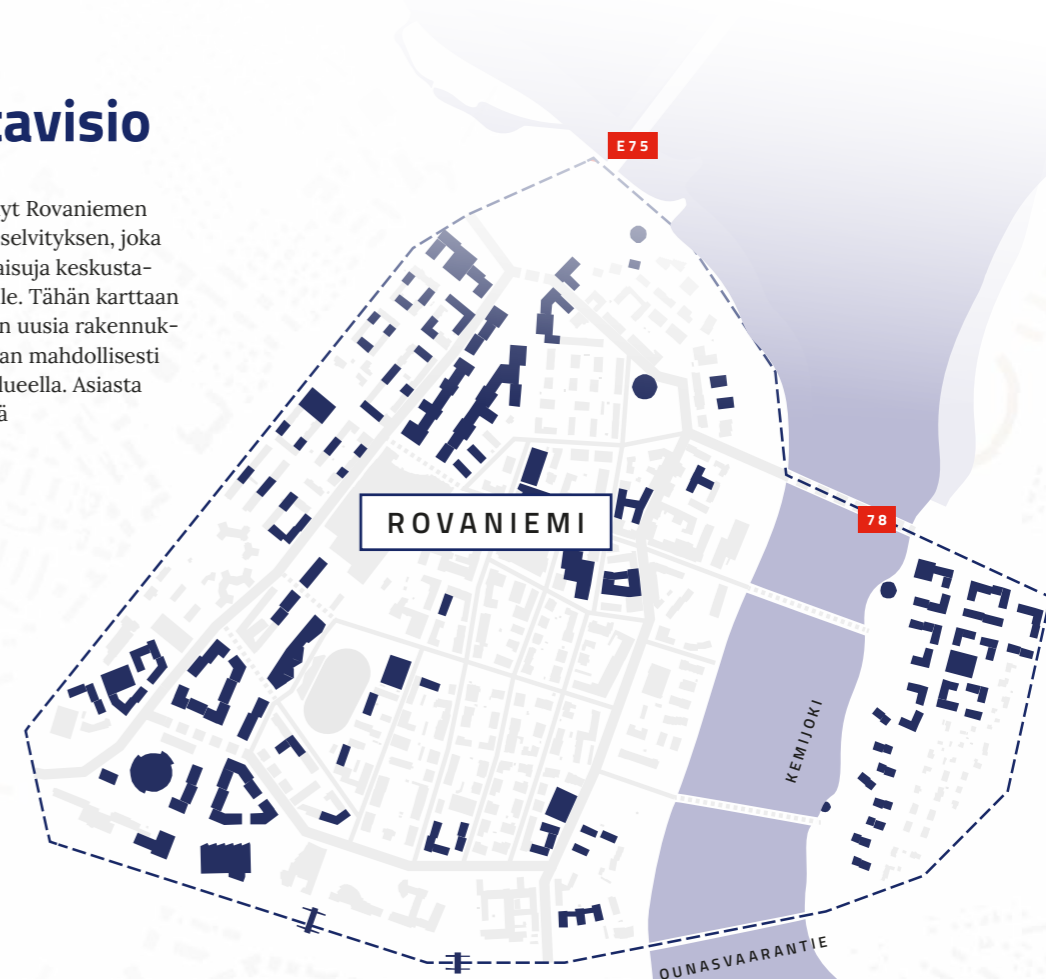 tavisio
yt Rovaniemen
selvityksen, joka
aisuja keskusta-
le. Tähän karttaan
n uusia rakennuk-
an mahdollisesti
lueella. Asiasta
ä
E75
78
ROVANIEMI
KEMIJOKI
OUNASVAARANTIE